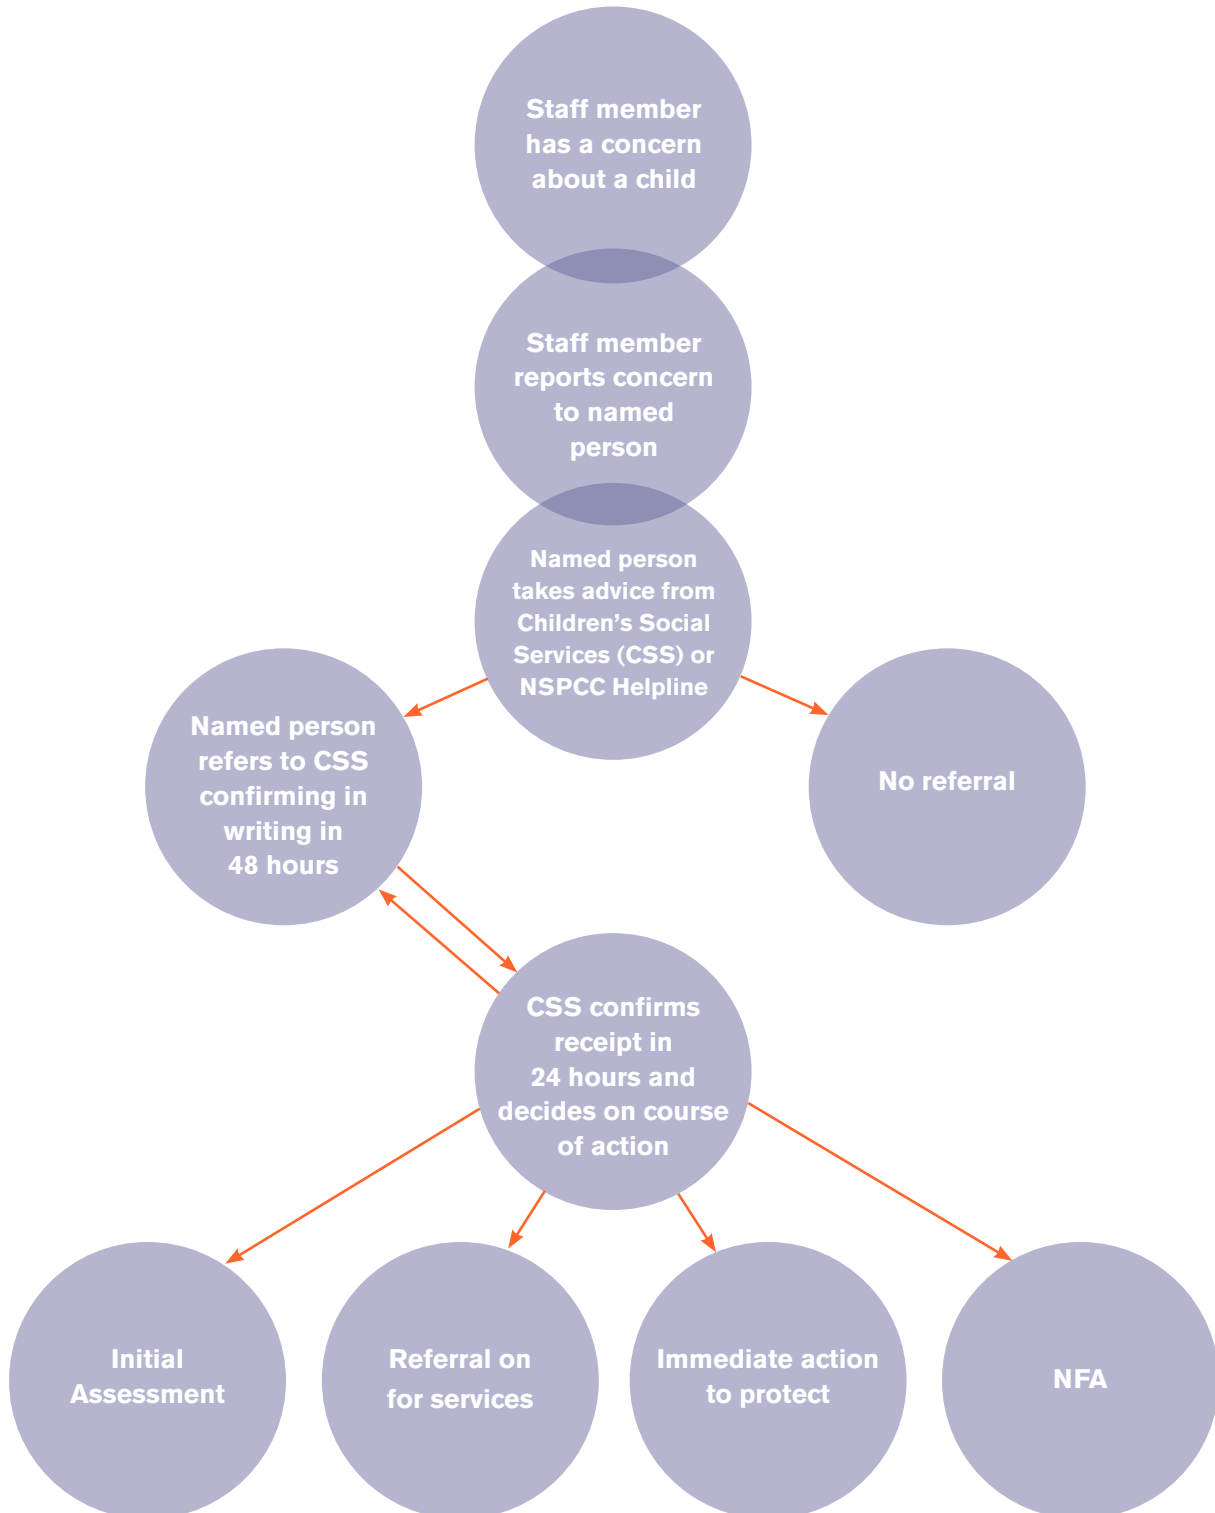 Staff member
has a concern
about a child
Staff member
reports concern
to named
person
Named person
takes advice from
Children's Social
Services (CSS) or
NSPCC Helpline
Named person
refers to CSS
confirming in
writing in
48 hours
No referral
CSS confirms
receipt in
24 hours and
decides on course
of action
Initial
Assessment
Referral on
for services
Immediate action
to protect
NFA